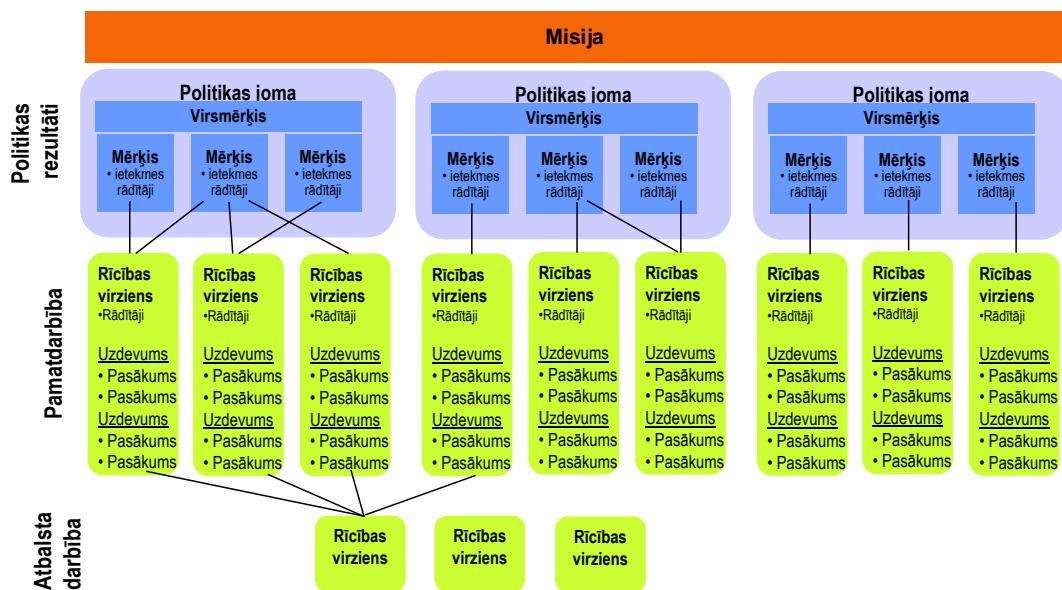 Misija
Politikas rezultāti
Politikas joma
Virsmērķis
Mērķis
• ietekmes
rādītāji
Mērķis
• ietekmes
rādītāji
Mērķis
• ietekmes
rādītāji
Politikas joma
Virsmērķis
Mērķis
• ietekmes
rādītāji
Mērķis
• ietekmes
rādītāji
Mērķis
• ietekmes
rādītāji
Politikas joma
Virsmērķis
Mērķis
• ietekmes
rādītāji
Mērķis
• ietekmes
rādītāji
Mērķis
• ietekmes
rādītāji
Pamatdarbība
Rīcības
virziens
•Rādītāji
Uzdevums
• Pasākums
• Pasākums
Uzdevums
• Pasākums
• Pasākums
Rīcības
virziens
•Rādītāji
Uzdevums
• Pasākums
• Pasākums
Uzdevums
• Pasākums
• Pasākums
Rīcības
virziens
•Rādītāji
Uzdevums
• Pasākums
• Pasākums
Uzdevums
• Pasākums
• Pasākums
Rīcības
virziens
•Rādītāji
Uzdevums
• Pasākums
• Pasākums
Uzdevums
• Pasākums
• Pasākums
Rīcības
virziens
•Rādītāji
Uzdevums
• Pasākums
• Pasākums
Uzdevums
• Pasākums
• Pasākums
Rīcības
virziens
•Rādītāji
Uzdevums
• Pasākums
• Pasākums
Uzdevums
• Pasākums
• Pasākums
Rīcības
virziens
•Rādītāji
Uzdevums
• Pasākums
• Pasākums
Uzdevums
• Pasākums
• Pasākums
Rīcības
virziens
•Rādītāji
Uzdevums
• Pasākums
• Pasākums
Uzdevums
• Pasākums
• Pasākums
Rīcības
virziens
•Rādītāji
Uzdevums
• Pasākums
• Pasākums
Uzdevums
• Pasākums
• Pasākums
Atbalsta
darbība
Rīcības
virziens
Rīcības
virziens
Rīcības
virziens